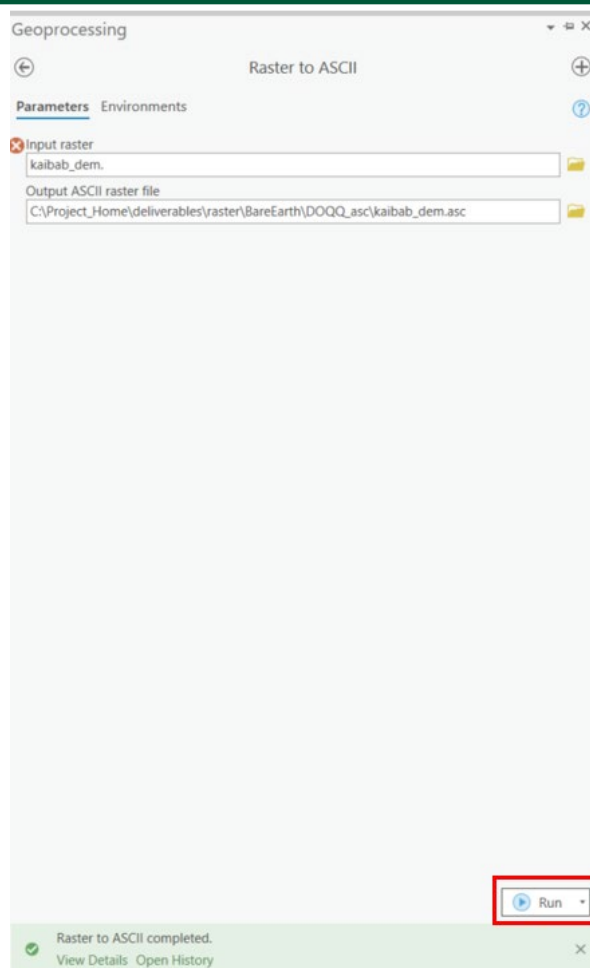 Geoprocessing
Raster to ASCII
Parameters Environments
Input raster
kaibab_dem.
Output ASCII raster file
C:\Project_Home\deliverables\raster\BareEarth\DOQQ_asc\kaibab_dem.asc
Run
Raster to ASCII completed.
View Details Open History